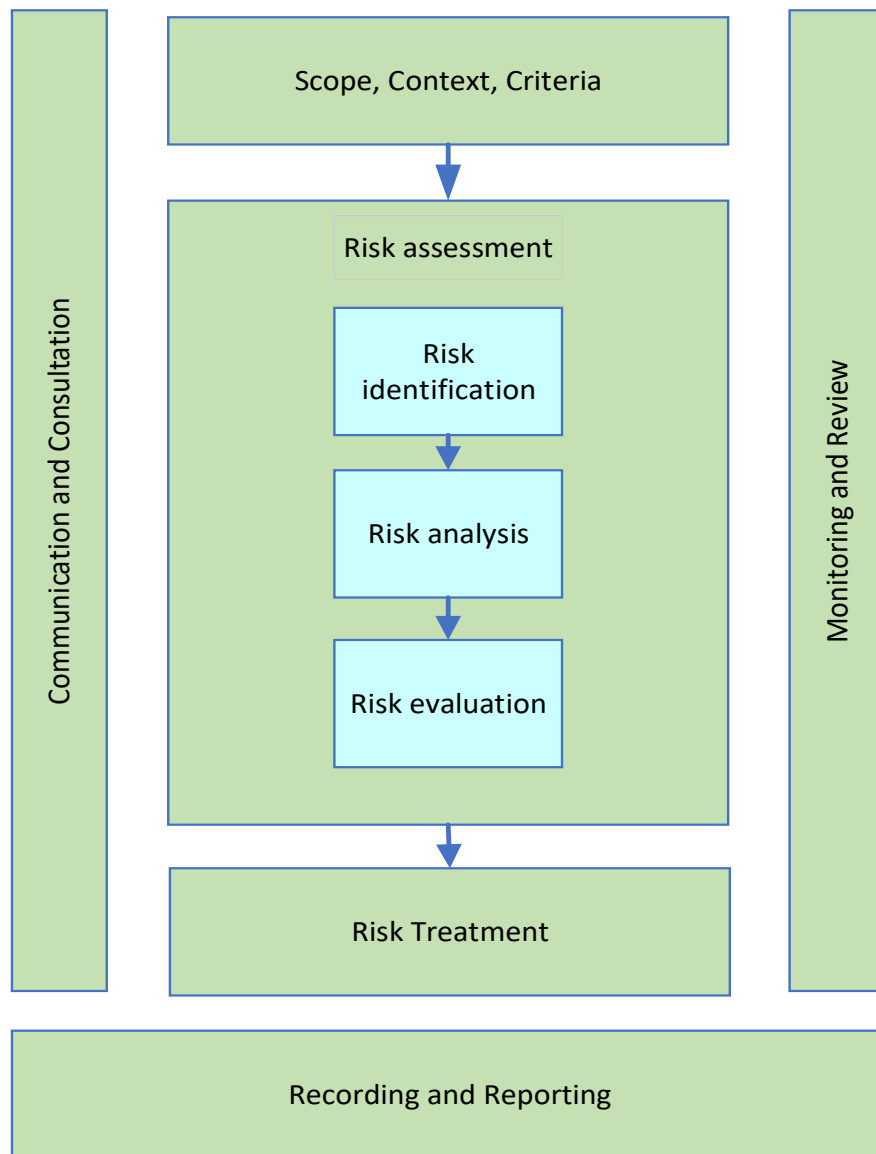 Scope, Context, Criteria
Communication and Consultation
Risk assessment
Risk
identification
Risk analysis
Risk evaluation
Monitoring and Review
Risk Treatment
Recording and Reporting